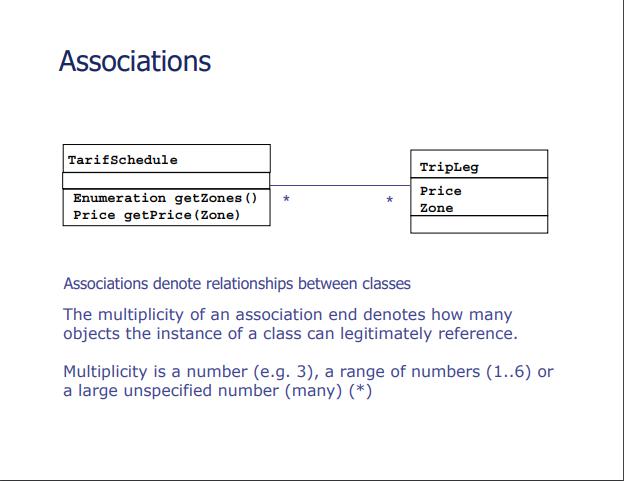 Associations
TarifSchedule
TripLeg
Enumeration getZones()
Price getPrice(Zone)
*
*
Price
Zone
Associations denote relationships between classes
The multiplicity of an association end denotes how many
objects the instance of a class can legitimately reference.
Multiplicity is a number (e.g. 3), a range of numbers (1..6) or
a large unspecified number (many) (*)